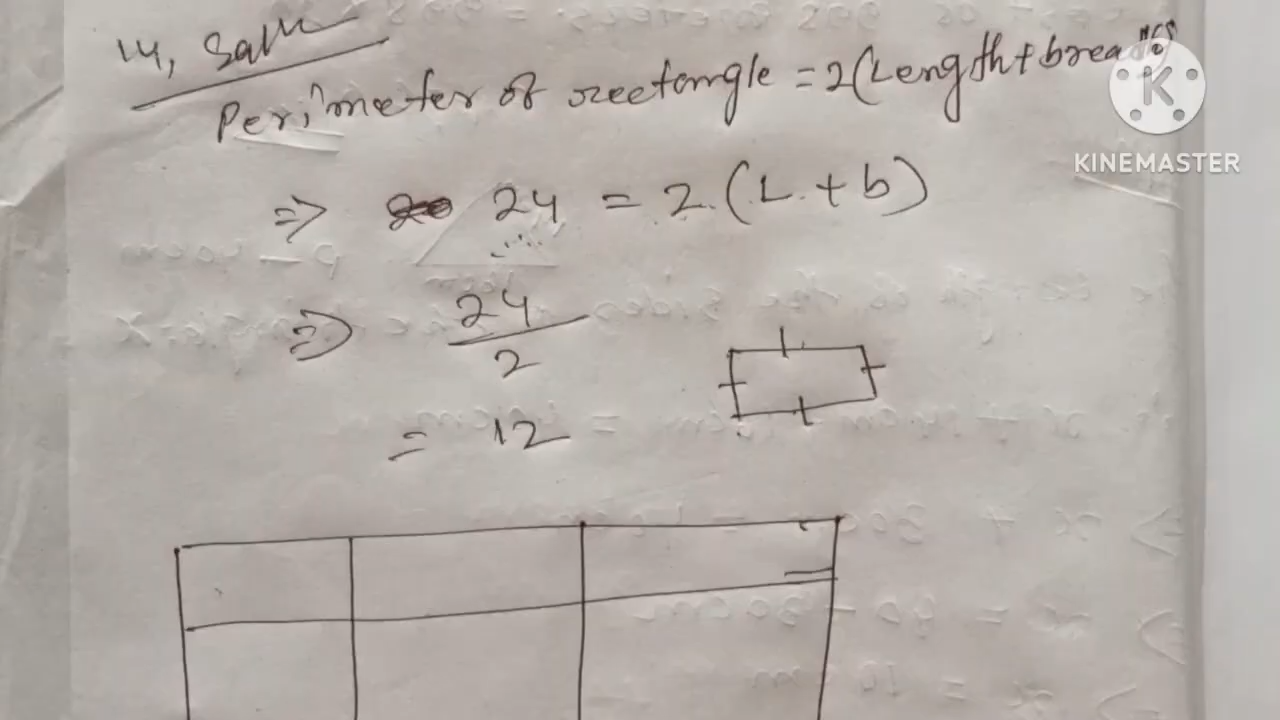 14, Soln
Perimeter of rectangle = 2(Length + breadth)
=> 24 = 2(L + b)
=> 24/2
= 12
K
KINEMASTER